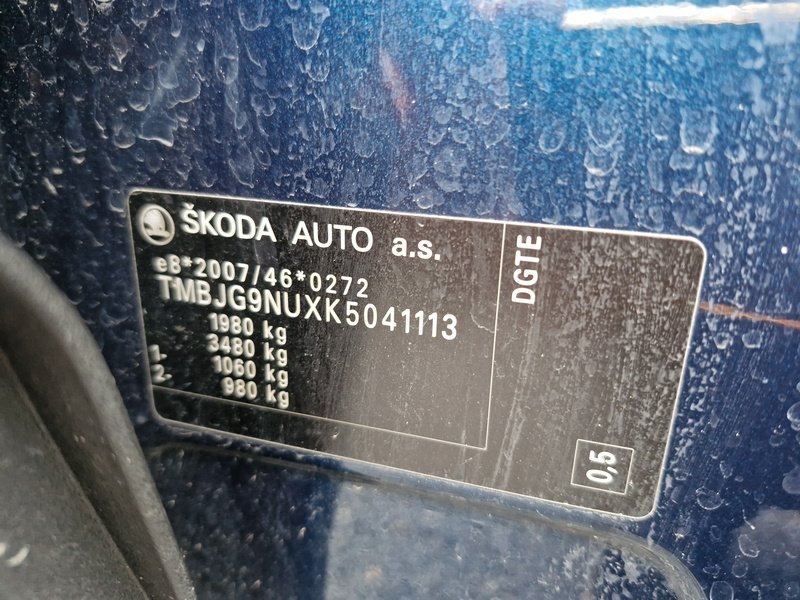 ŠKODA AUTO a.s.
e8*2007/46*0272
TMBJG9NUXK5041113
1980 kg
3480 kg
1. 1060 kg
2. 980 kg
DGTE
0,5